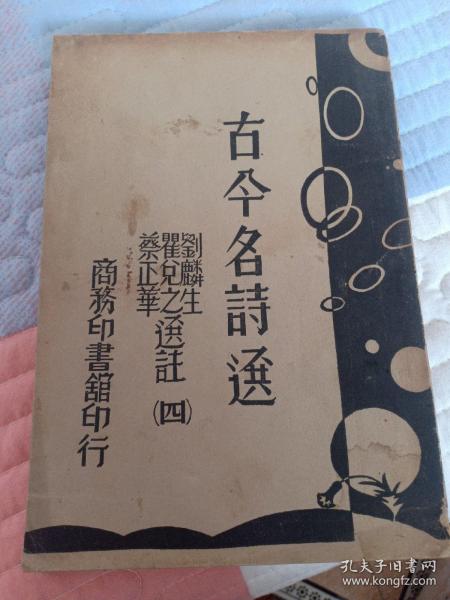 古今名詩選
劉麟生
瞿兌之選註（四）
蔡正華
商務印書館印行
孔夫子旧书网
www.kongfz.com